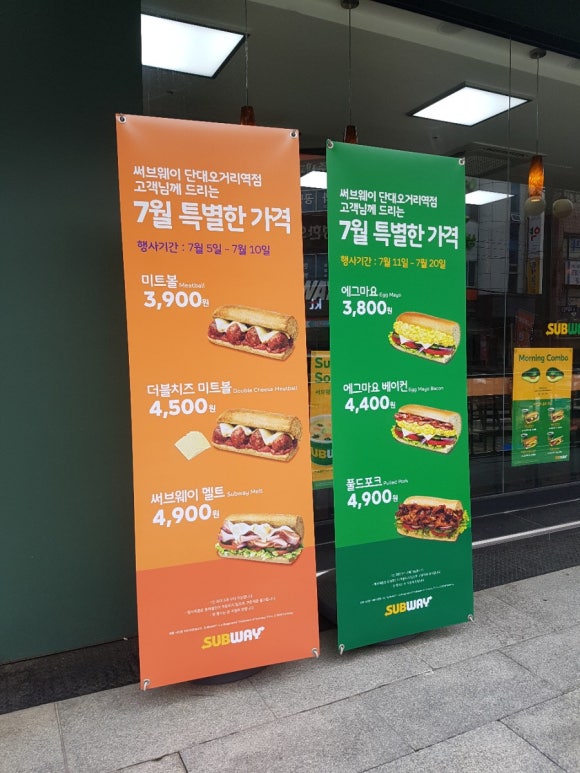 써브웨이 단대오거리역점
고객님께 드리는
7월 특별한 가격
행사기간 : 7월 5일 - 7월 10일
미트볼 Meatball
3,900원
더블치즈 미트볼 Double Cheese Meatball
4,500원
써브웨이 멜트 Subway Melt
4,900원
SUBWAY
써브웨이 단대오거리역점
고객님께 드리는
7월 특별한 가격
행사기간 : 7월 11일 - 7월 20일
에그마요 Egg Mayo
3,800원
에그마요 베이컨 Egg Mayo Bacon
4,400원
풀드포크 Pulled Pork
4,900원
SUBWAY
SUBW
Morning Combo